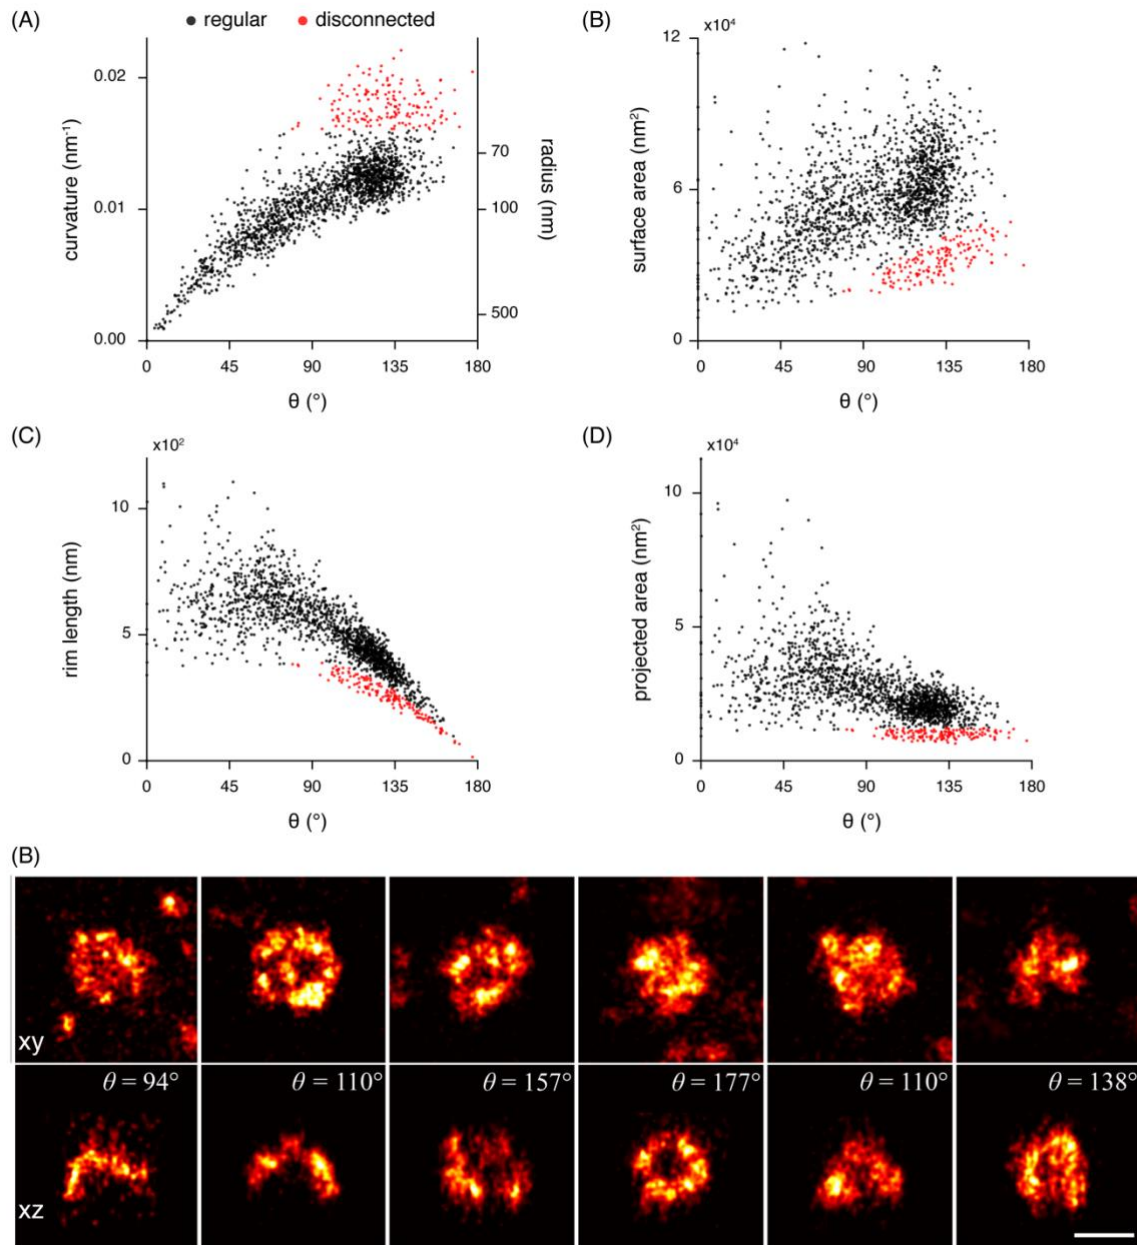 (A)
regular
disconnected
0.02
0.01
0.00
curvature (nm⁻¹)
70
100
500
radius (nm)
0 45 90 135 180
θ (°)
(B)
x10⁴
12
6
0
surface area (nm²)
0 45 90 135 180
θ (°)
(C)
x10²
10
5
0
rim length (nm)
0 45 90 135 180
θ (°)
(D)
x10⁴
10
5
0
projected area (nm²)
0 45 90 135 180
θ (°)
(B)
xy
θ = 94° θ = 110° θ = 157° θ = 177° θ = 110° θ = 138°
xz